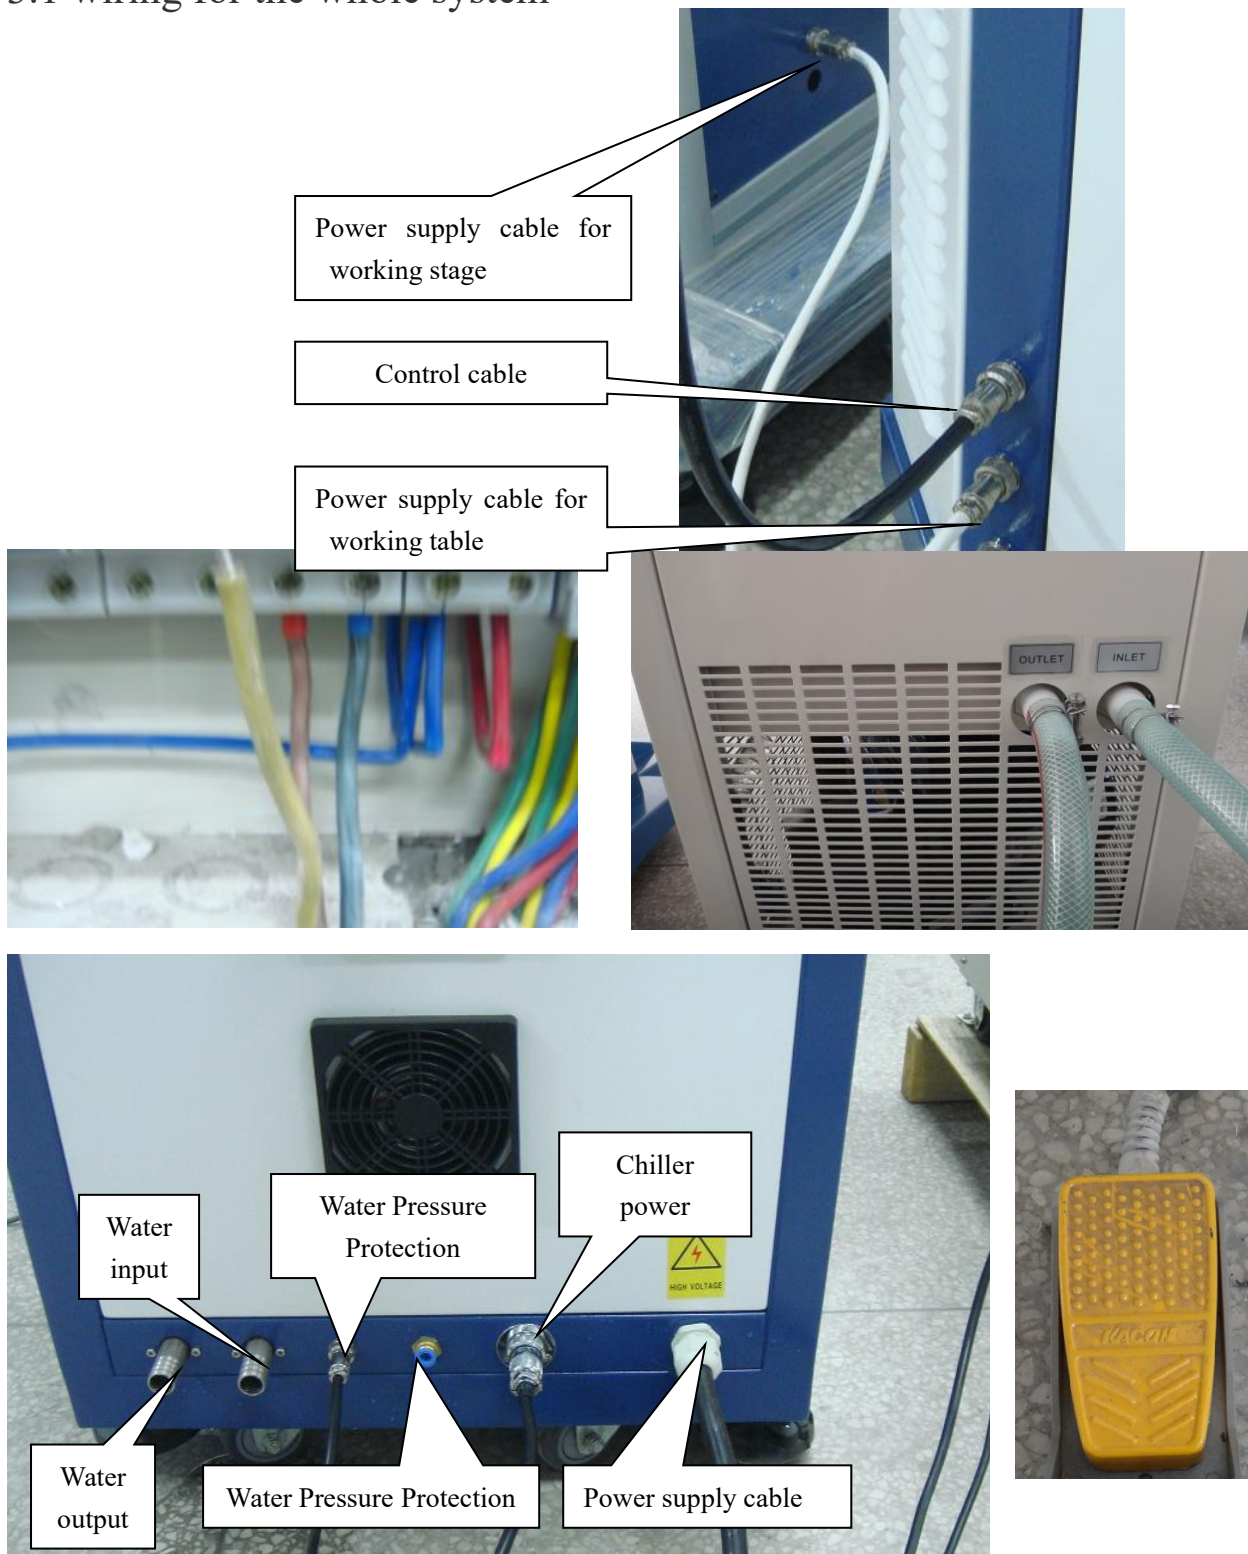 3.1 wiring for the whole system
Power supply cable for
working stage
Control cable
Power supply cable for
working table
OUTLET
INLET
Chiller
power
Water Pressure
Protection
Water
input
HIGH VOLTAGE
Water
output
Water Pressure Protection
Power supply cable